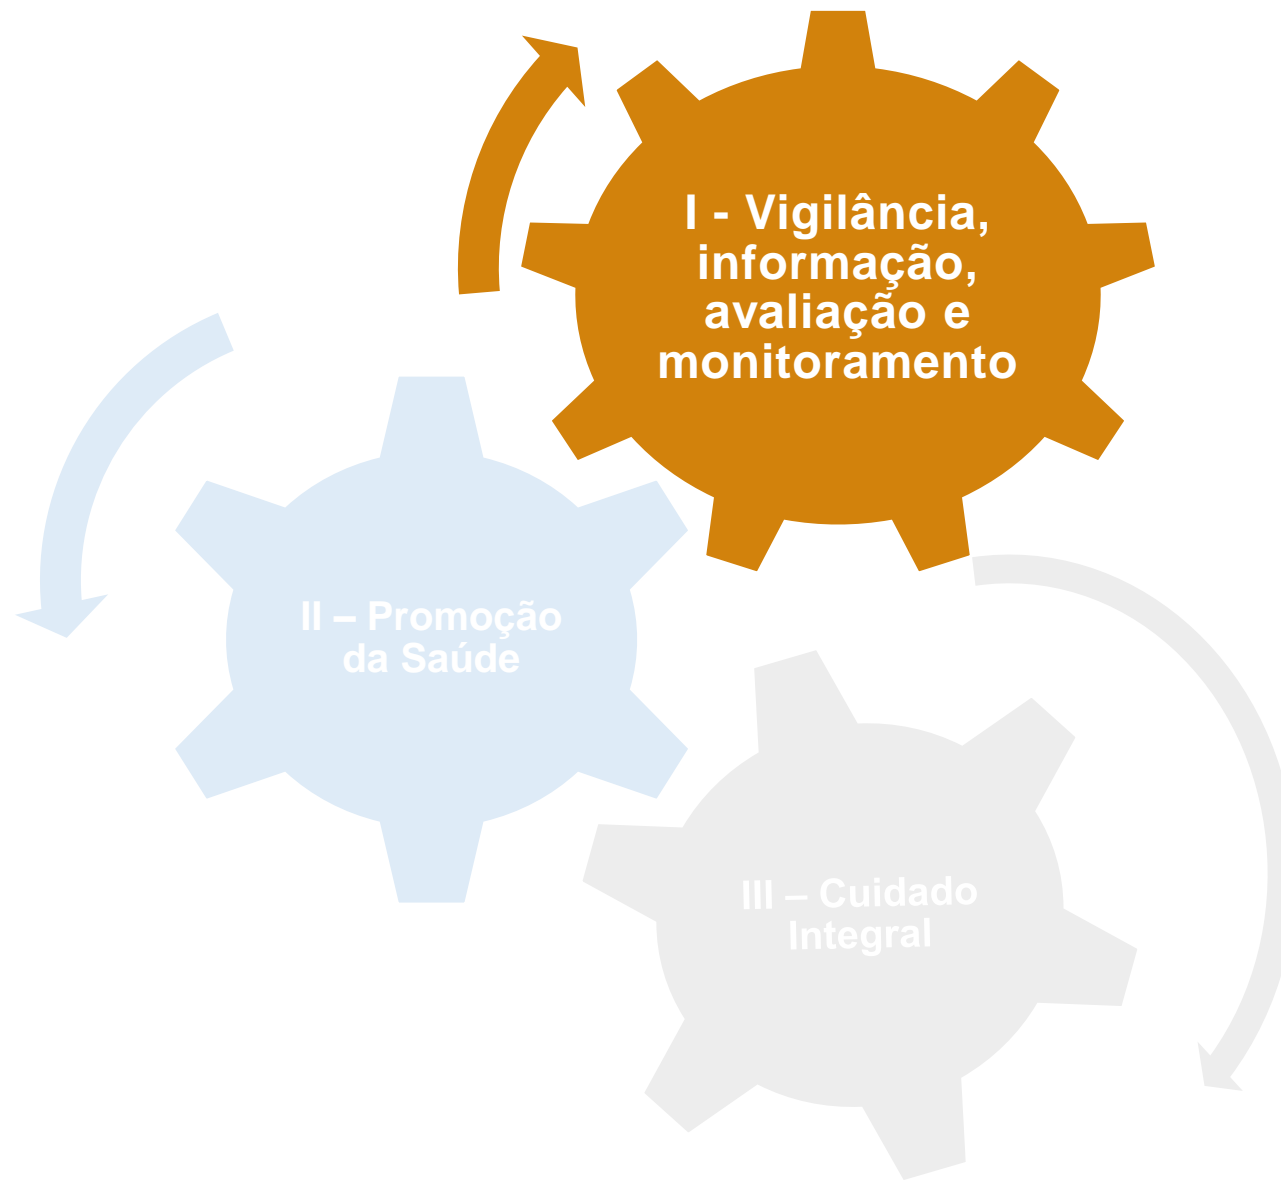 I - Vigilância,
informação,
avaliação e
monitoramento
II – Promoção
da Saúde
III – Cuidado
Integral